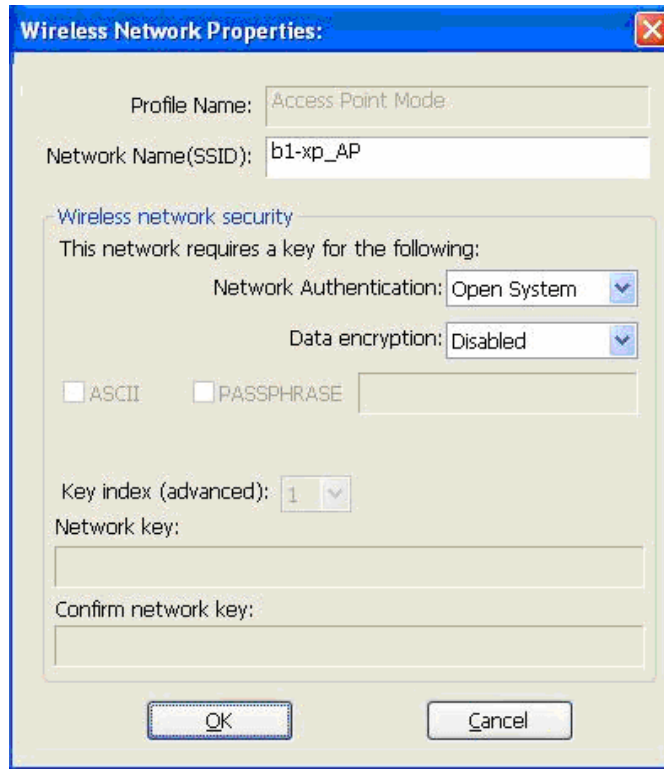 Wireless Network Properties:
Profile Name: Access Point Mode
Network Name(SSID): b1-xp_AP
Wireless network security
This network requires a key for the following:
Network Authentication: Open System
Data encryption: Disabled
ASCII PASSPHRASE
Key index (advanced): 1
Network key:
Confirm network key:
OK Cancel